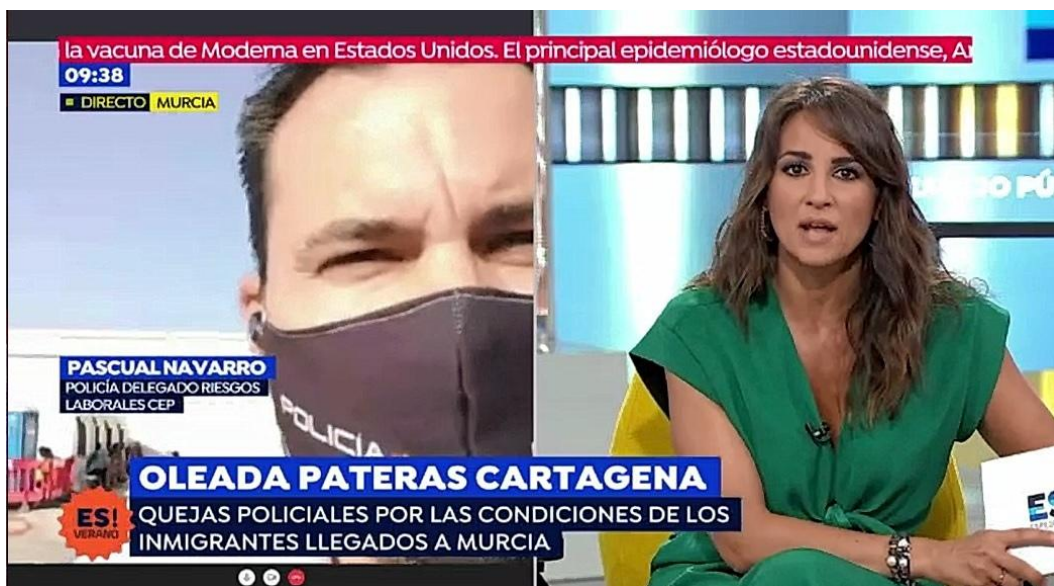 la vacuna de Moderna en Estados Unidos. El principal epidemiólogo estadounidense,
09:38
DIRECTO MURCIA
PASCUAL NAVARRO
POLICÍA DELEGADO RIESGOS
LABORALES CEP
POLICÍA
OLEADA PATERAS CARTAGENA
ES!
VERANO
QUEJAS POLICIALES POR LAS CONDICIONES DE LOS
INMIGRANTES LLEGADOS A MURCIA